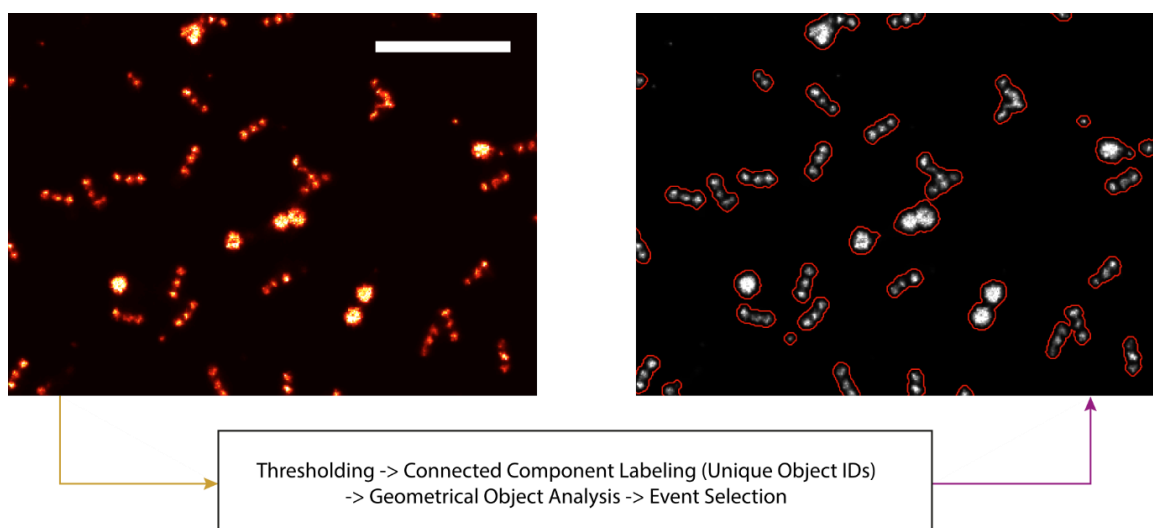 Thresholding -> Connected Component Labeling (Unique Object IDs)
-> Geometrical Object Analysis -> Event Selection